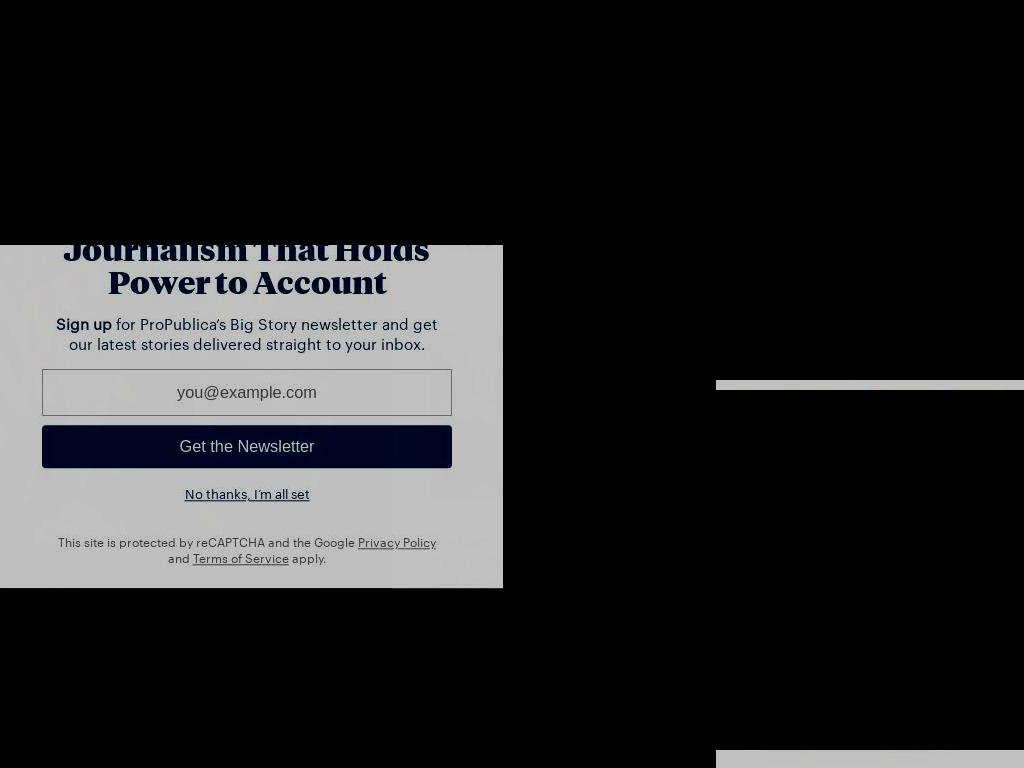 Journalism That Holds
Power to Account
Sign up for ProPublica’s Big Story newsletter and get
our latest stories delivered straight to your inbox.
you@example.com
Get the Newsletter
No thanks, I’m all set
This site is protected by reCAPTCHA and the Google Privacy Policy
and Terms of Service apply.